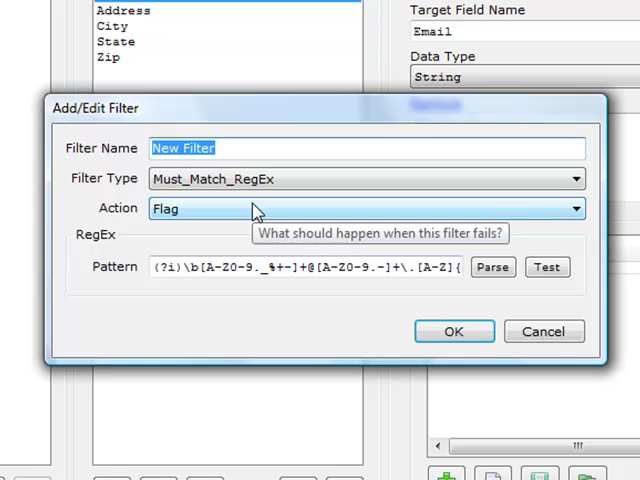 Address
City
State
Zip
Target Field Name
Email
Data Type
String
Add/Edit Filter
Filter Name New Filter
Filter Type Must_Match_RegEx
Action Flag
What should happen when this filter fails?
RegEx
Pattern (?i)\b[A-Z0-9._%+-]+@[A-Z0-9.-]+\.[A-Z]{ Parse Test
OK Cancel